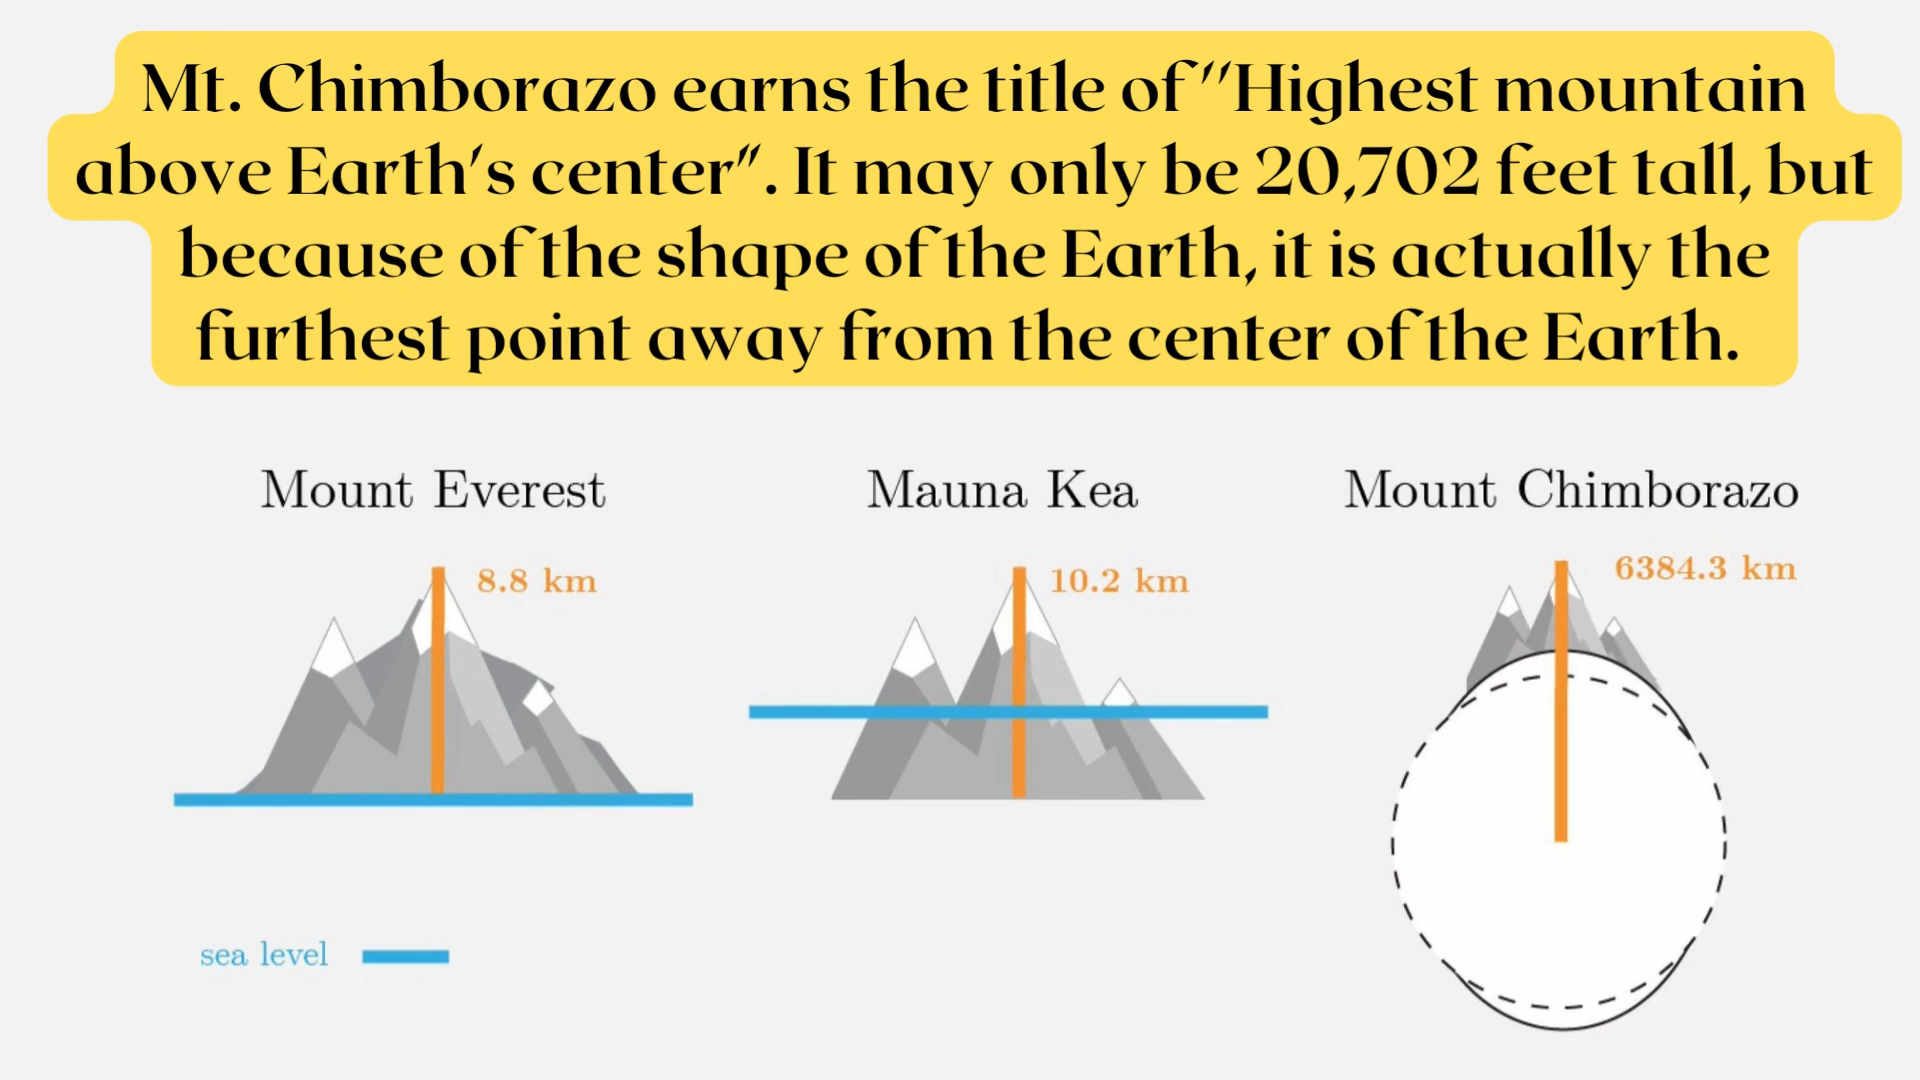 Mt. Chimborazo earns the title of ′′Highest mountain
above Earth's center". It may only be 20,702 feet tall, but
because of the shape of the Earth, it is actually the
furthest point away from the center of the Earth.
Mount Everest
Mauna Kea
Mount Chimborazo
8.8 km
10.2 km
6384.3 km
sea level